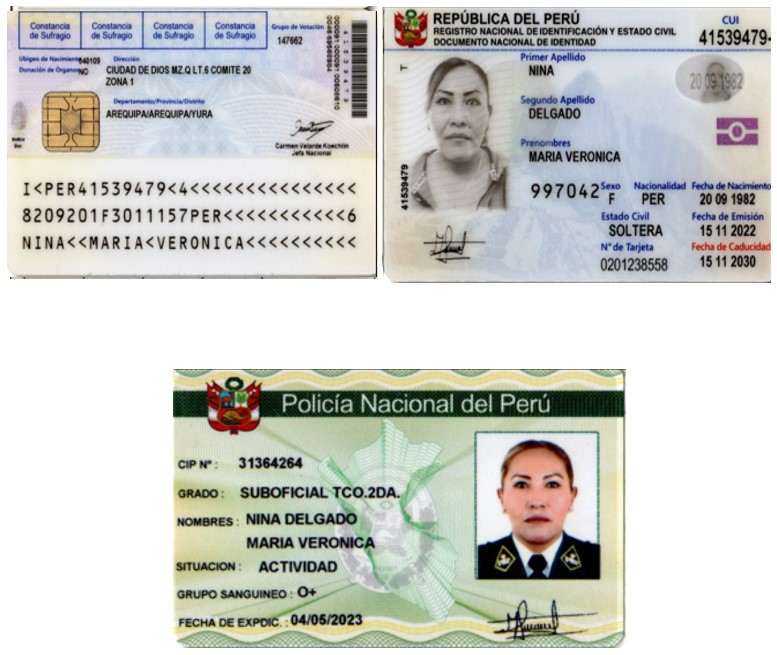 Constancia de Sufragio
Constancia de Sufragio
Constancia de Sufragio
Constancia de Sufragio
Grupo de Votación
147662
Ubigeo de Nacimiento 040109
Donación de Órganos NO
Dirección
CIUDAD DE DIOS MZ.Q LT.6 COMITE 20
ZONA 1
Departamento/Provincia/Distrito
AREQUIPA/AREQUIPA/YURA
Carmen Velarde Koechlin
Jefa Nacional
I<PER41539479<4<<<<<<<<<<<<<<<
8209201F3011157PER<<<<<<<<<<<6
NINA<<MARIA<VERONICA<<<<<<<<<<
REPÚBLICA DEL PERÚ
REGISTRO NACIONAL DE IDENTIFICACIÓN Y ESTADO CIVIL
DOCUMENTO NACIONAL DE IDENTIDAD
CUI
41539479-
T
41539479
Primer Apellido
NINA
20 09 1982
Segundo Apellido
DELGADO
Prenombres
MARIA VERONICA
997042
Sexo Nacionalidad Fecha de Nacimiento
F PER 20 09 1982
Estado Civil Fecha de Emisión
SOLTERA 15 11 2022
N° de Tarjeta Fecha de Caducidad
0201238558 15 11 2030
Policía Nacional del Perú
CIP N° : 31364264
GRADO : SUBOFICIAL TCO.2DA.
NOMBRES : NINA DELGADO
MARIA VERONICA
SITUACION : ACTIVIDAD
GRUPO SANGUINEO : O+
FECHA DE EXPDIC. : 04/05/2023